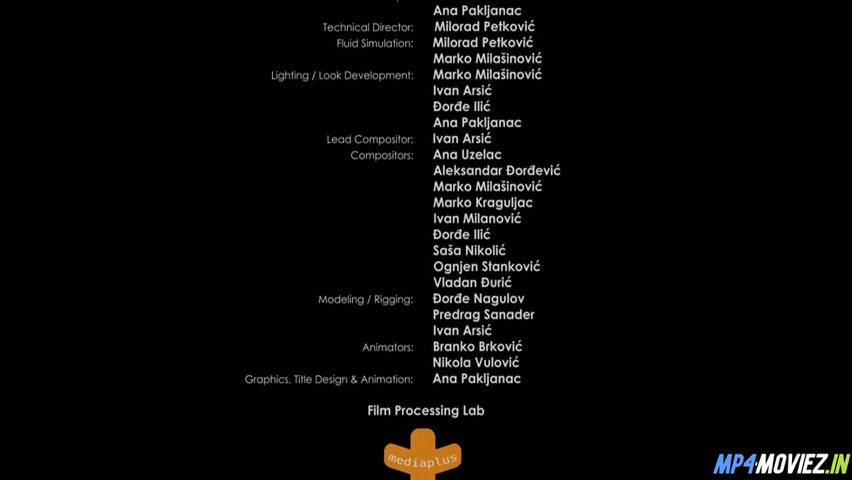 Ana Pakljanac
Technical Director: Milorad Petković
Fluid Simulation: Milorad Petković
Marko Milašinović
Lighting / Look Development: Marko Milašinović
Ivan Arsić
Đorđe Ilić
Ana Pakljanac
Lead Compositor: Ivan Arsić
Compositors: Ana Uzelac
Aleksandar Đorđević
Marko Milašinović
Marko Kraguljac
Ivan Milanović
Đorđe Ilić
Saša Nikolić
Ognjen Stanković
Vladan Đurić
Modeling / Rigging: Đorđe Nagulov
Predrag Sanader
Ivan Arsić
Animators: Branko Brković
Nikola Vulović
Graphics, Title Design & Animation: Ana Pakljanac
Film Processing Lab
mediaplus
MP4MOVIEZ.IN